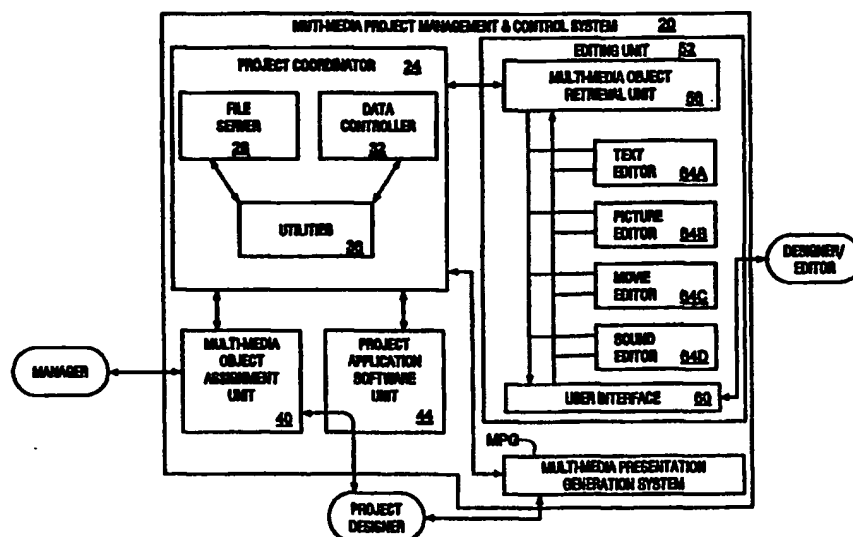 MUTI-MEDIA PROJECT MANAGEMENT & CONTROL SYSTEM 20
PROJECT COORDINATOR 24
FILE
SERVER
28
DATA
CONTROLLER
32
UTILITIES
36
EDITING UNIT 52
MULTI-MEDIA OBJECT
RETRIEVAL UNIT
56
TEXT
EDITOR 64A
PICTURE
EDITOR 64B
MOVIE
EDITOR 64C
SOUND
EDITOR 64D
USER INTERFACE 60
DESIGNER/
EDITOR
MANAGER
MULTI-MEDIA
OBJECT
ASSIGNMENT
UNIT
40
PROJECT
APPLICATION
SOFTWARE
UNIT
44
MPG
MULTI-MEDIA PRESENTATION
GENERATION SYSTEM
PROJECT
DESIGNER